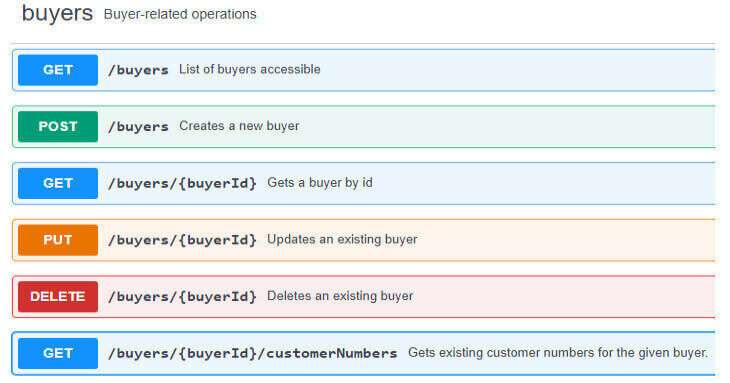 buyers Buyer-related operations
GET /buyers List of buyers accessible
POST /buyers Creates a new buyer
GET /buyers/{buyerId} Gets a buyer by id
PUT /buyers/{buyerId} Updates an existing buyer
DELETE /buyers/{buyerId} Deletes an existing buyer
GET /buyers/{buyerId}/customerNumbers Gets existing customer numbers for the given buyer.